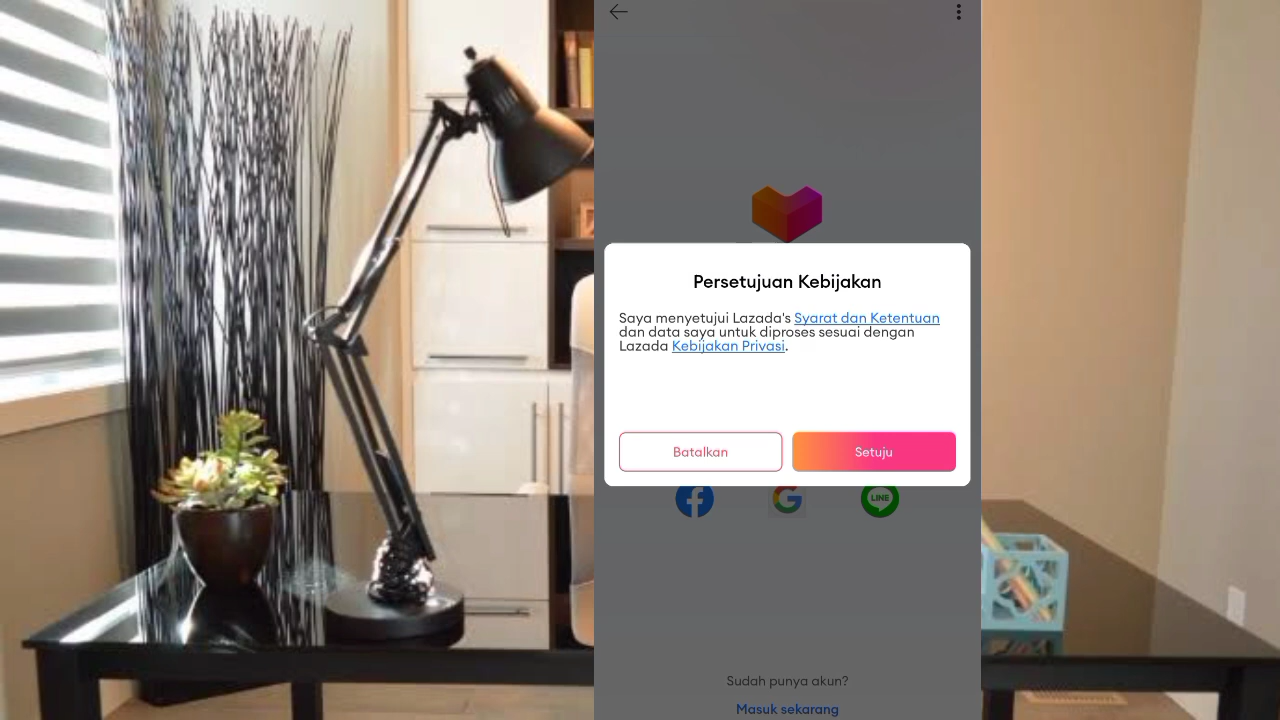 Persetujuan Kebijakan
Saya menyetujui Lazada's Syarat dan Ketentuan
dan data saya untuk diproses sesuai dengan
Lazada Kebijakan Privasi.
Batalkan
Setuju
LINE
Sudah punya akun?
Masuk sekarang